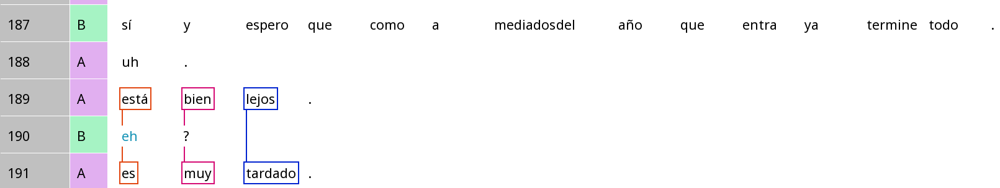 187 B sí y espero que como a mediadosdel año que entra ya termine todo .
188 A uh .
189 A está bien lejos .
190 B eh ?
191 A es muy tardado .